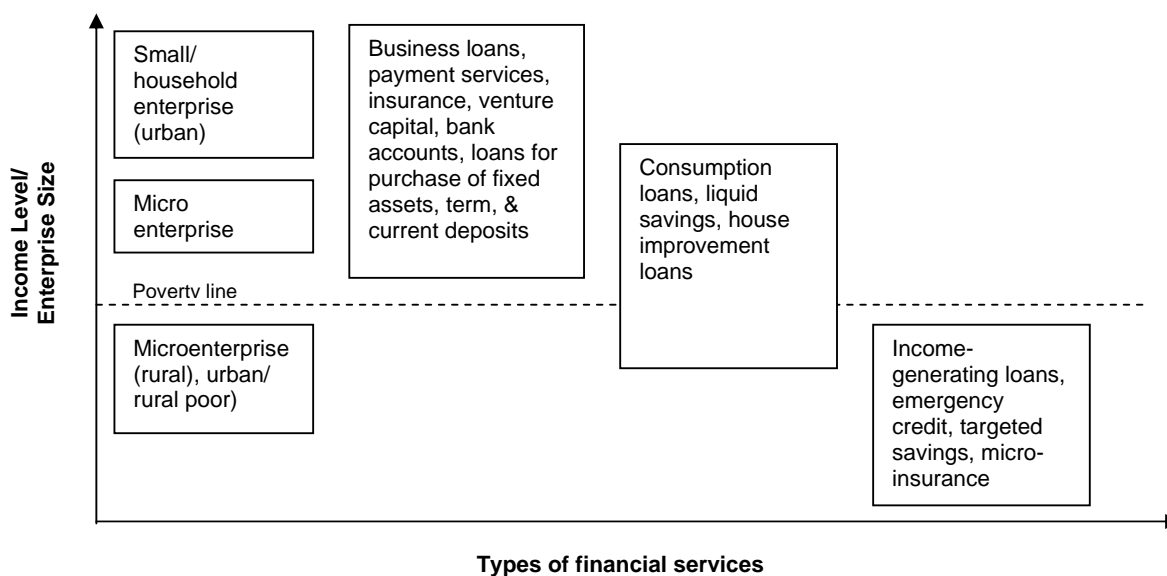 Income Level/
Enterprise Size
Small/
household
enterprise
(urban)
Micro
enterprise
Poverty line
Microenterprise
(rural), urban/
rural poor)
Business loans,
payment services,
insurance, venture
capital, bank
accounts, loans for
purchase of fixed
assets, term, &
current deposits
Consumption
loans, liquid
savings, house
improvement
loans
Income-
generating loans,
emergency
credit, targeted
savings, micro-
insurance
Types of financial services